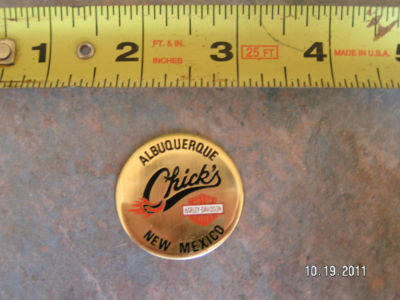 1 2 3 4 5
FT. & IN.
INCHES
25 FT
MADE IN U.S.A.
ALBUQUERQUE
Chick's
HARLEY-DAVIDSON
NEW MEXICO
10.19.2011